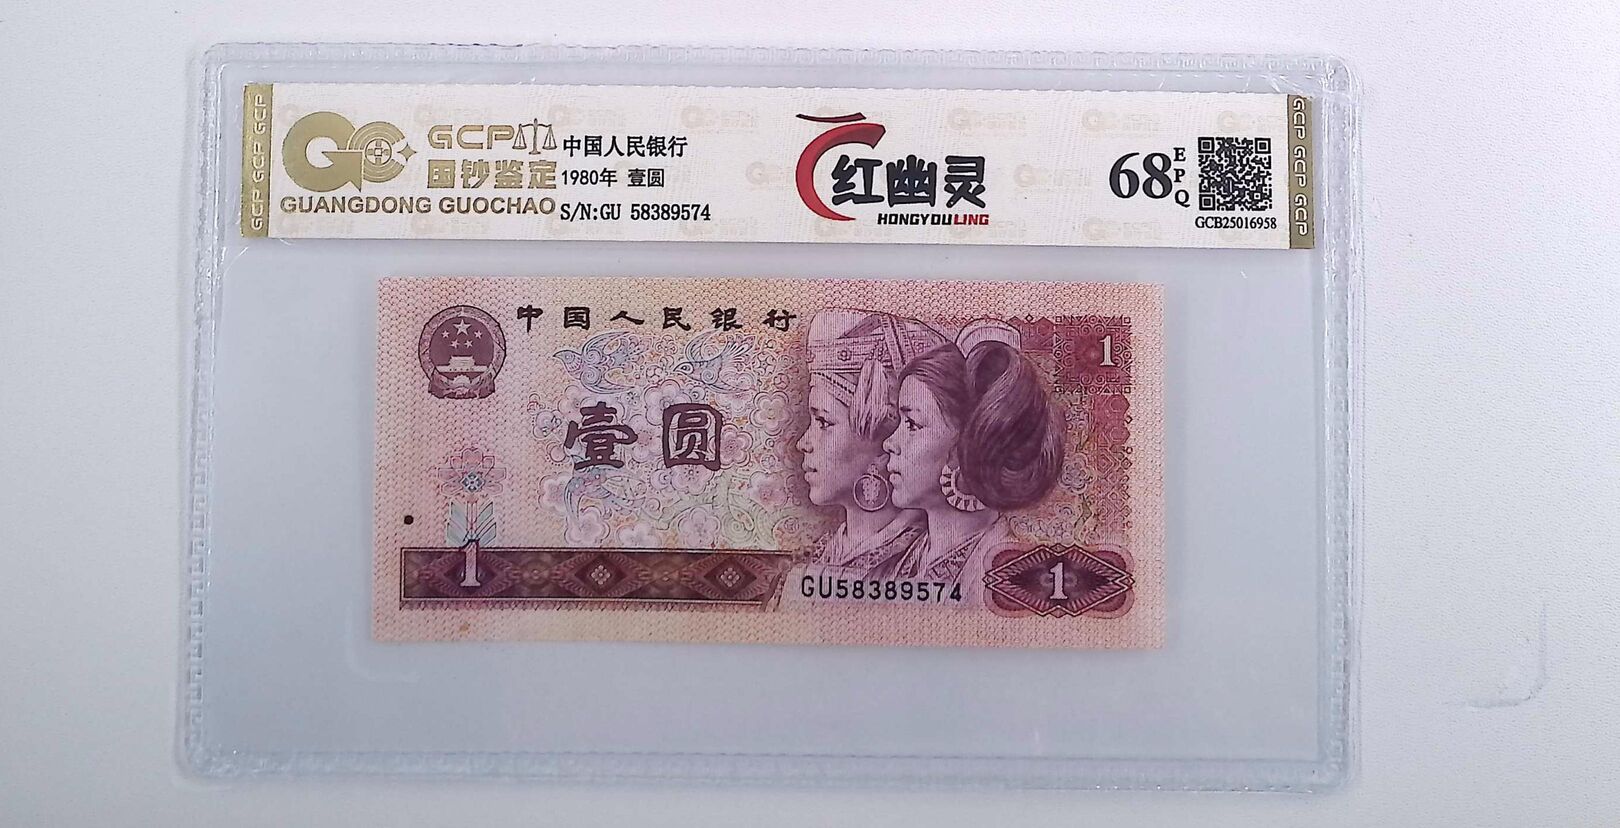 GCP GCP GCP
GCP
国钞鉴定
GUANGDONG GUOCHAO
中国人民银行
1980年 壹圆
S/N:GU 58389574
红幽灵
HONGYOULING
68
EPQ
GCB25016958
GCP GCP GCP
中国人民银行
壹圆
1
1
GU58389574
1